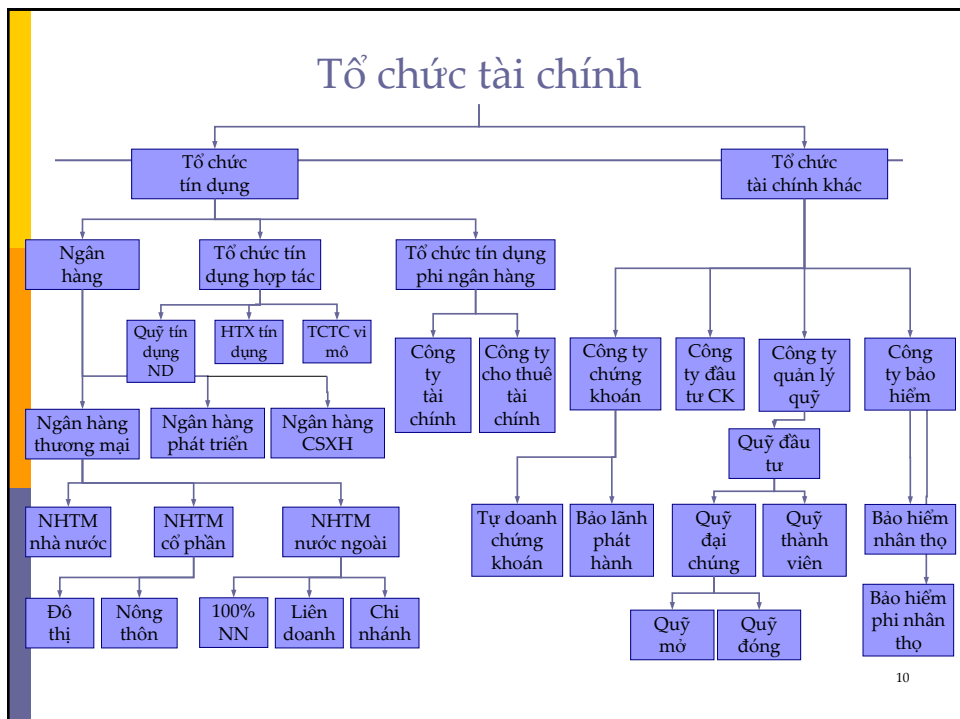 Tổ chức tài chính
Tổ chức
tín dụng
Tổ chức
tài chính khác
Ngân
hàng
Tổ chức tín
dụng hợp tác
Tổ chức tín dụng
phi ngân hàng
Quỹ tín
dụng
ND
HTX tín
dụng
TCTC vi
mô
Công
ty
tài
chính
Công ty
cho thuê
tài
chính
Công ty
chứng
khoán
Công
ty đầu
tư CK
Công ty
quản lý
quỹ
Công
ty bảo
hiểm
Ngân hàng
thương mại
Ngân hàng
phát triển
Ngân hàng
CSXH
Quỹ đầu
tư
NHTM
nhà nước
NHTM
cổ phần
NHTM
nước ngoài
Tự doanh
chứng
khoán
Bảo lãnh
phát
hành
Quỹ
đại
chúng
Quỹ
thành
viên
Bảo hiểm
nhân thọ
Đô
thị
Nông
thôn
100%
NN
Liên
doanh
Chi
nhánh
Quỹ
mở
Quỹ
đóng
Bảo hiểm
phi nhân
thọ
10